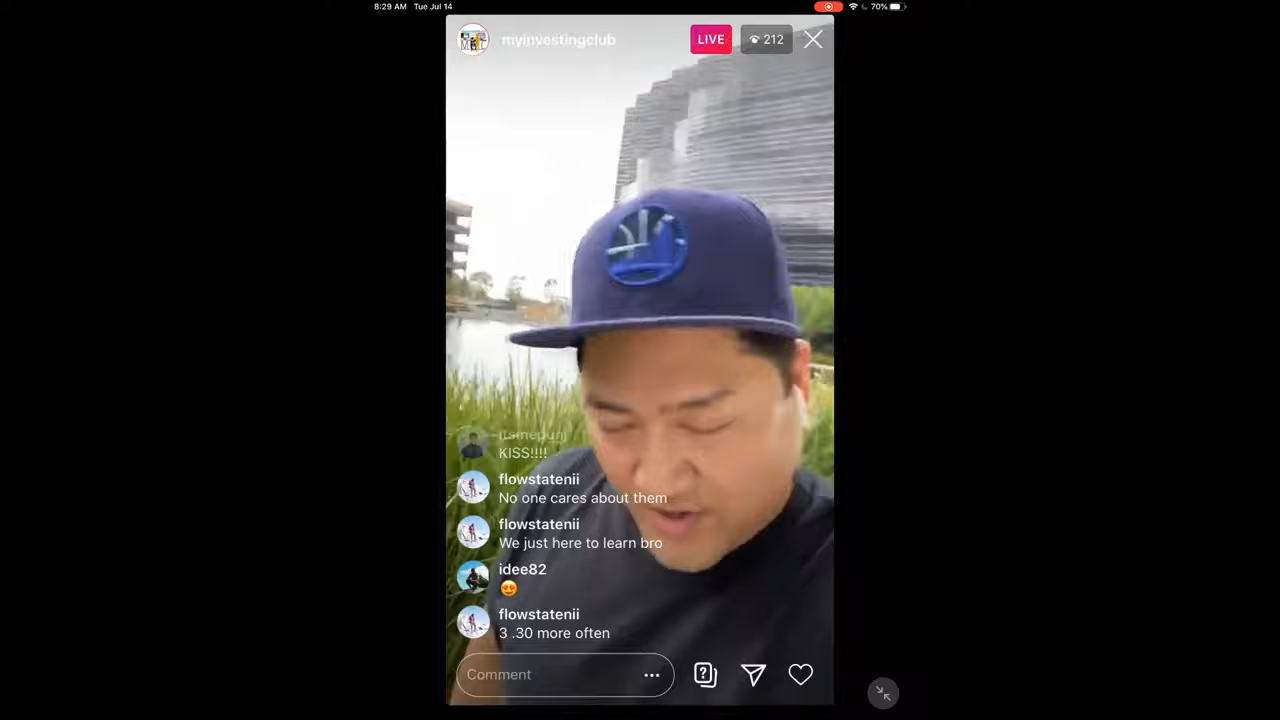 8:29 AM Tue Jul 14
70%
myinvestingclub
LIVE
212
itsmepurij
KISS!!!!
flowstatenii
No one cares about them
flowstatenii
We just here to learn bro
idee82
😍
flowstatenii
3 .30 more often
Comment